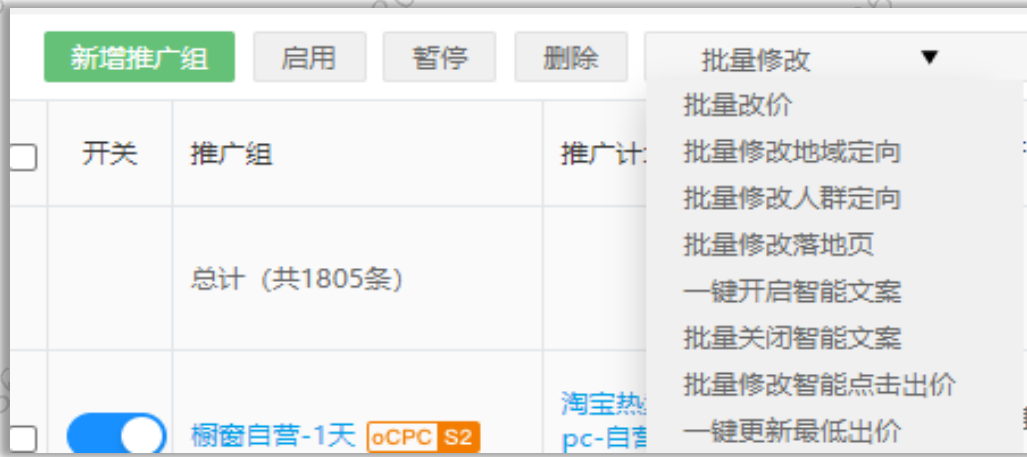 新增推广组 启用 暂停 删除 批量修改
批量改价
开关 推广组 推广计
批量修改地域定向
批量修改人群定向
批量修改落地页
总计（共1805条）
一键开启智能文案
批量关闭智能文案
批量修改智能点击出价
淘宝热
橱窗自营-1天 oCPC S2
pc-自营
一键更新最低出价